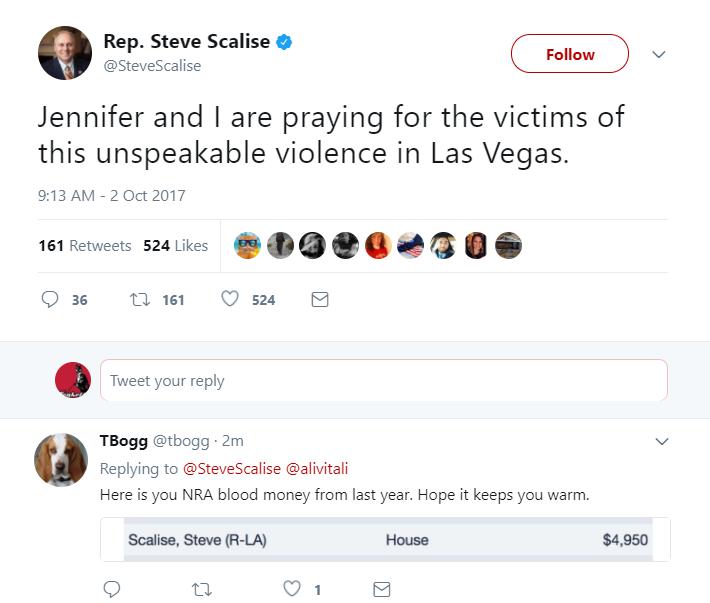 Rep. Steve Scalise
@SteveScalise
Follow
Jennifer and I are praying for the victims of
this unspeakable violence in Las Vegas.
9:13 AM - 2 Oct 2017
161 Retweets 524 Likes
36 161 524
Tweet your reply
TBogg @tbogg · 2m
Replying to @SteveScalise @alivitali
Here is you NRA blood money from last year. Hope it keeps you warm.
Scalise, Steve (R-LA) House $4,950
1